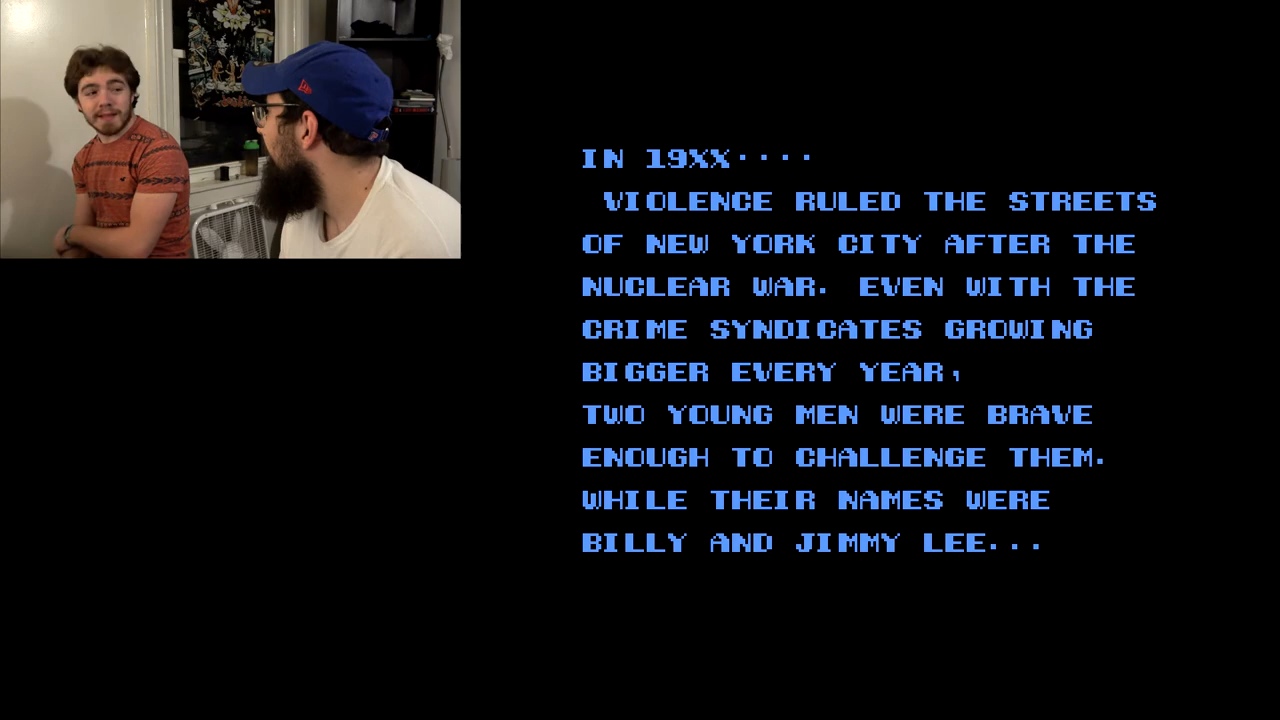 IN 19XX····
VIOLENCE RULED THE STREETS
OF NEW YORK CITY AFTER THE
NUCLEAR WAR. EVEN WITH THE
CRIME SYNDICATES GROWING
BIGGER EVERY YEAR,
TWO YOUNG MEN WERE BRAVE
ENOUGH TO CHALLENGE THEM.
WHILE THEIR NAMES WERE
BILLY AND JIMMY LEE...